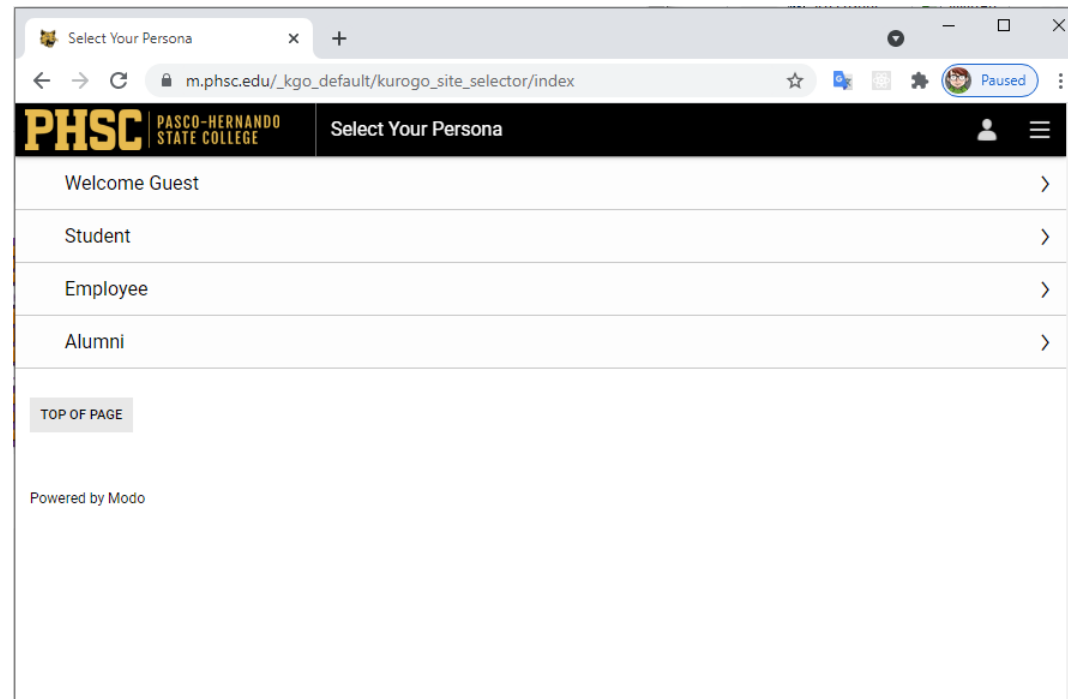 Select Your Persona
m.phsc.edu/_kgo_default/kurogo_site_selector/index
Paused
PHSC PASCO-HERNANDO
STATE COLLEGE
Select Your Persona
Welcome Guest
Student
Employee
Alumni
TOP OF PAGE
Powered by Modo